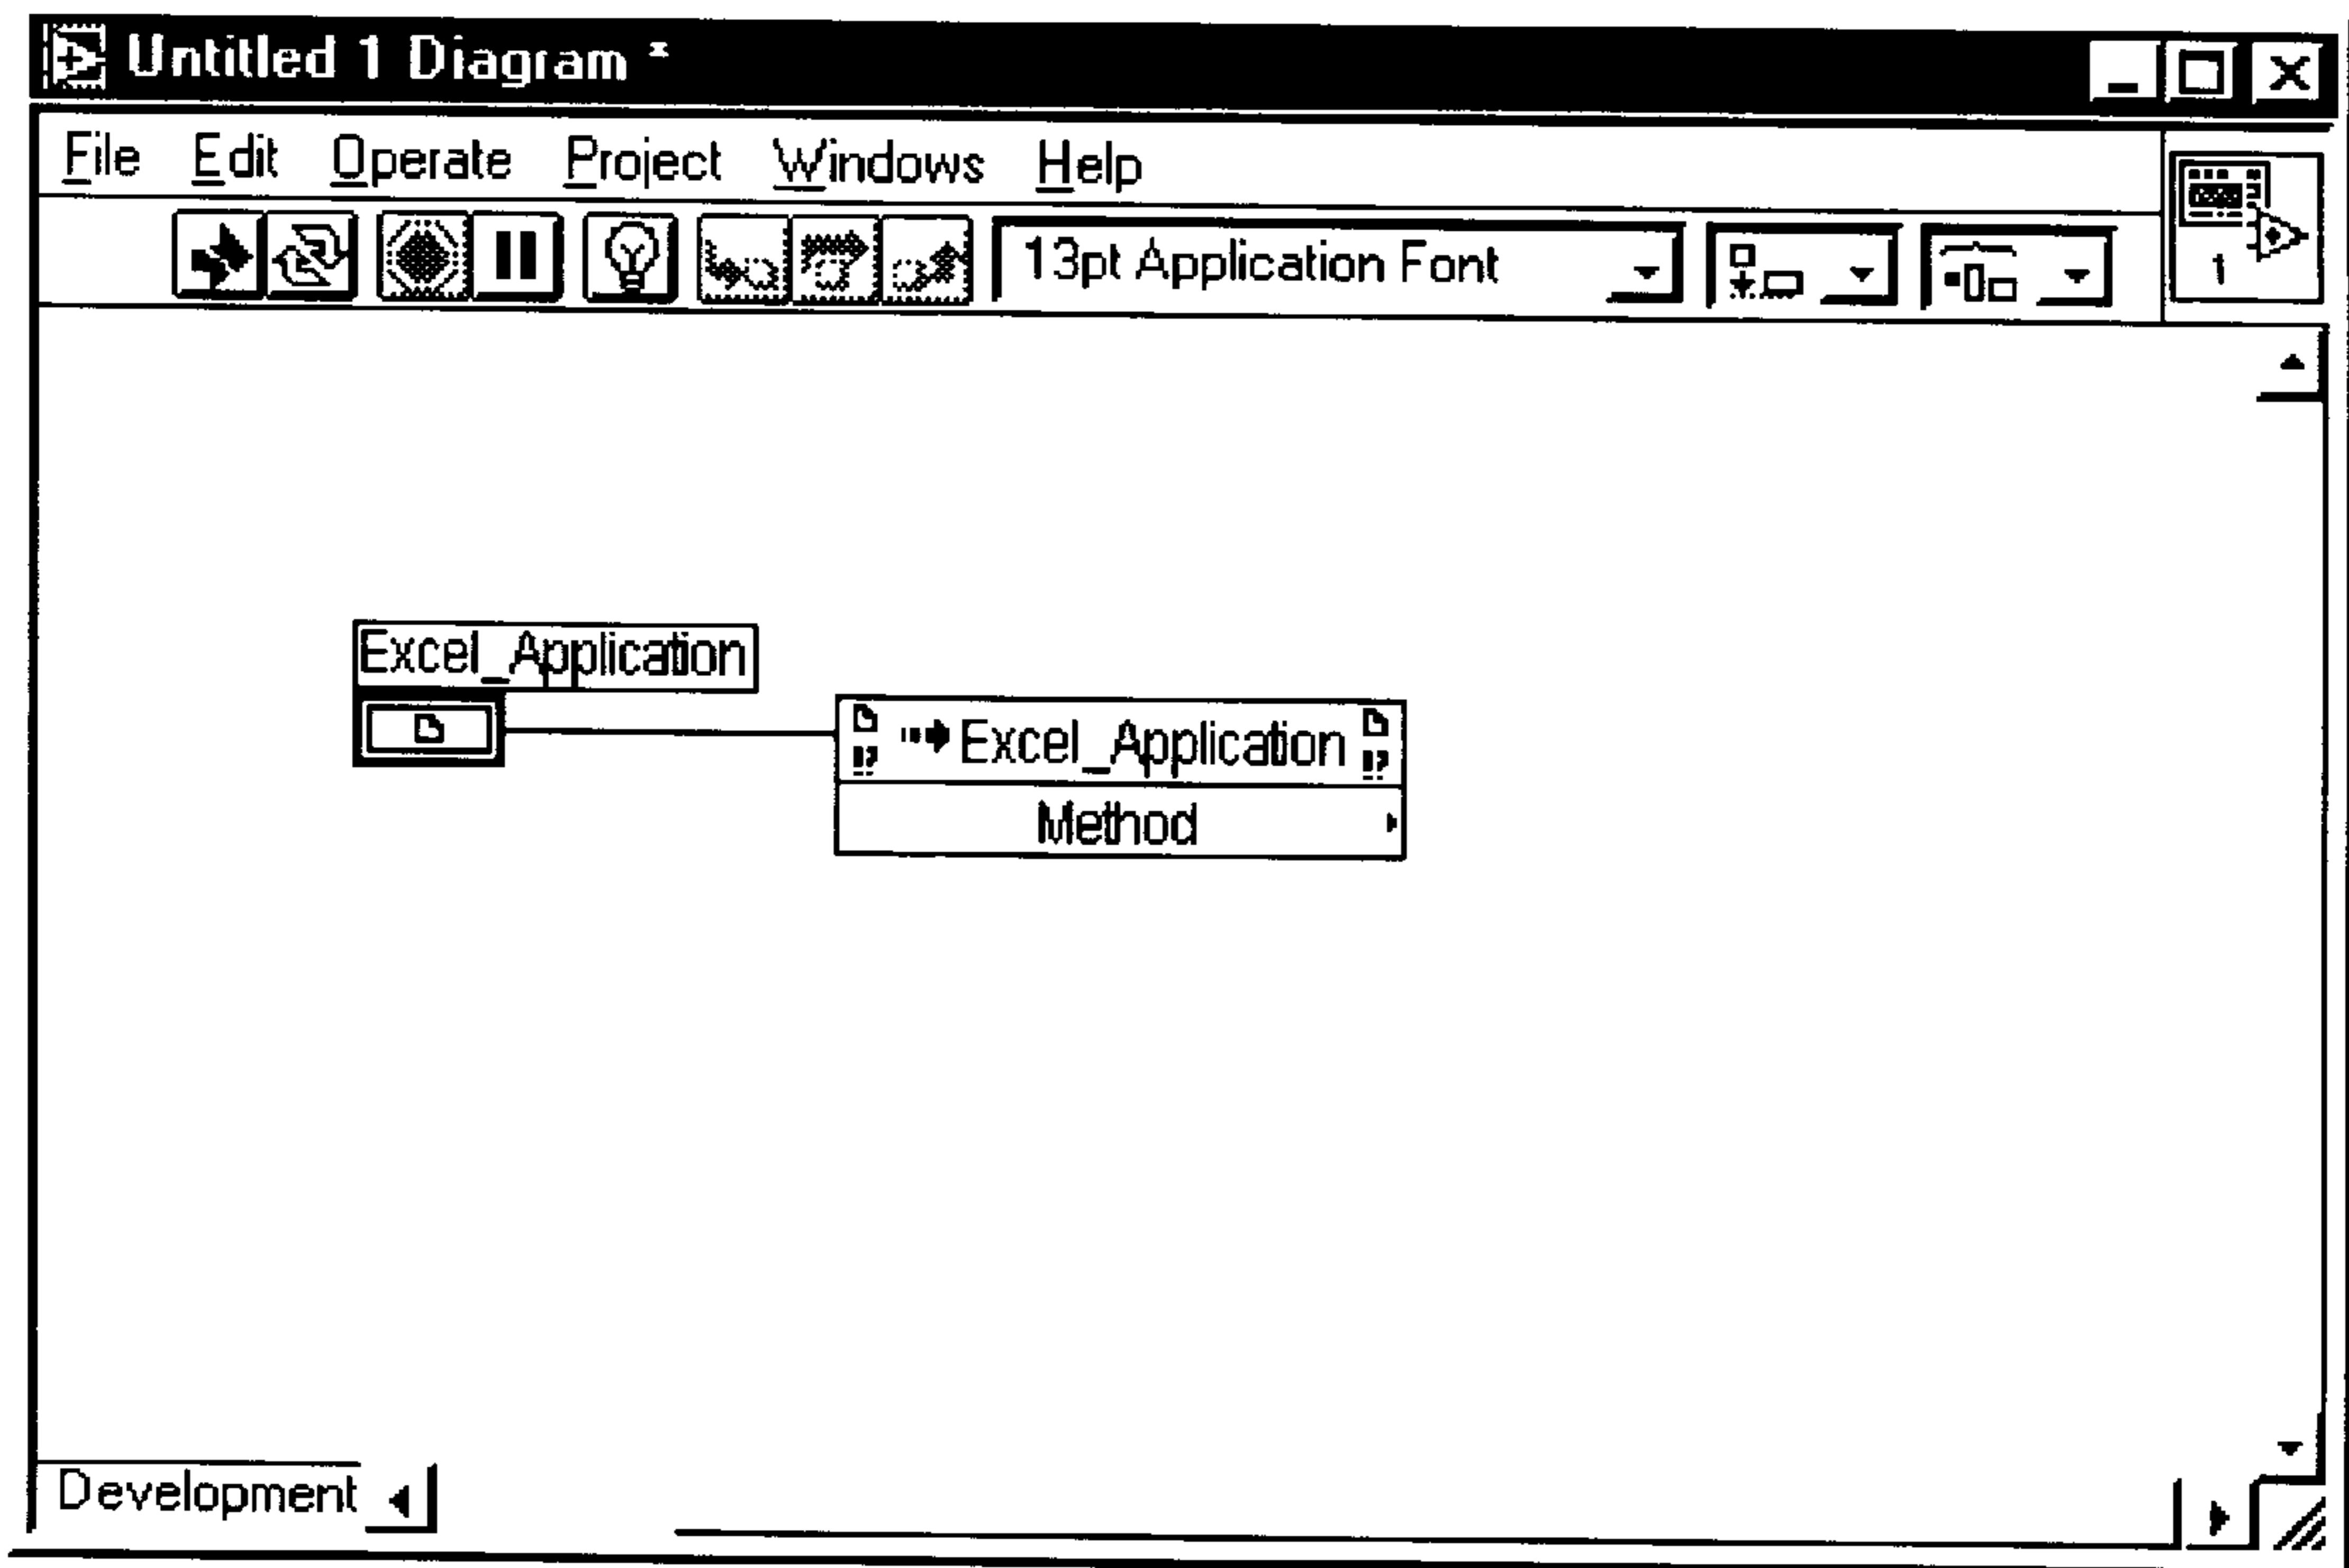 Untitled 1 Diagram *
File Edit Operate Project Windows Help
13pt Application Font
1
Excel_Application
Excel_Application
Method
Development